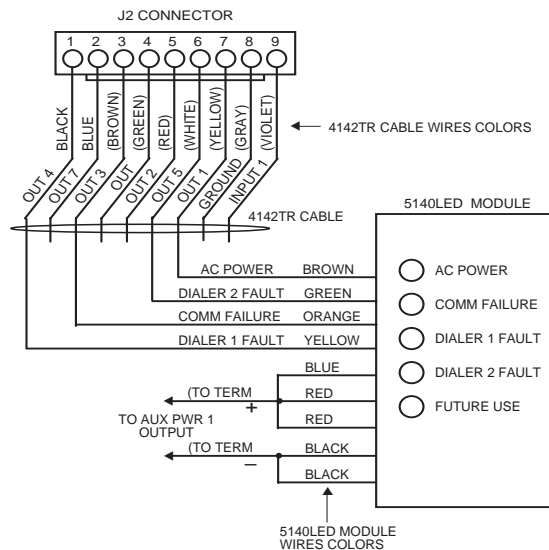 J2 CONNECTOR
1 2 3 4 5 6 7 8 9
BLACK
BLUE
(BROWN)
(GREEN)
(RED)
(WHITE)
(YELLOW)
(GRAY)
(VIOLET)
4142TR CABLE WIRES COLORS
OUT 4
OUT 7
OUT 3
OUT
OUT 2
OUT 5
OUT 1
GROUND
INPUT 1
4142TR CABLE
5140LED MODULE
AC POWER BROWN
DIALER 2 FAULT GREEN
COMM FAILURE ORANGE
DIALER 1 FAULT YELLOW
BLUE
(TO TERM RED
+
RED
TO AUX PWR 1
OUTPUT
(TO TERM BLACK
–
BLACK
AC POWER
COMM FAILURE
DIALER 1 FAULT
DIALER 2 FAULT
FUTURE USE
5140LED MODULE
WIRES COLORS